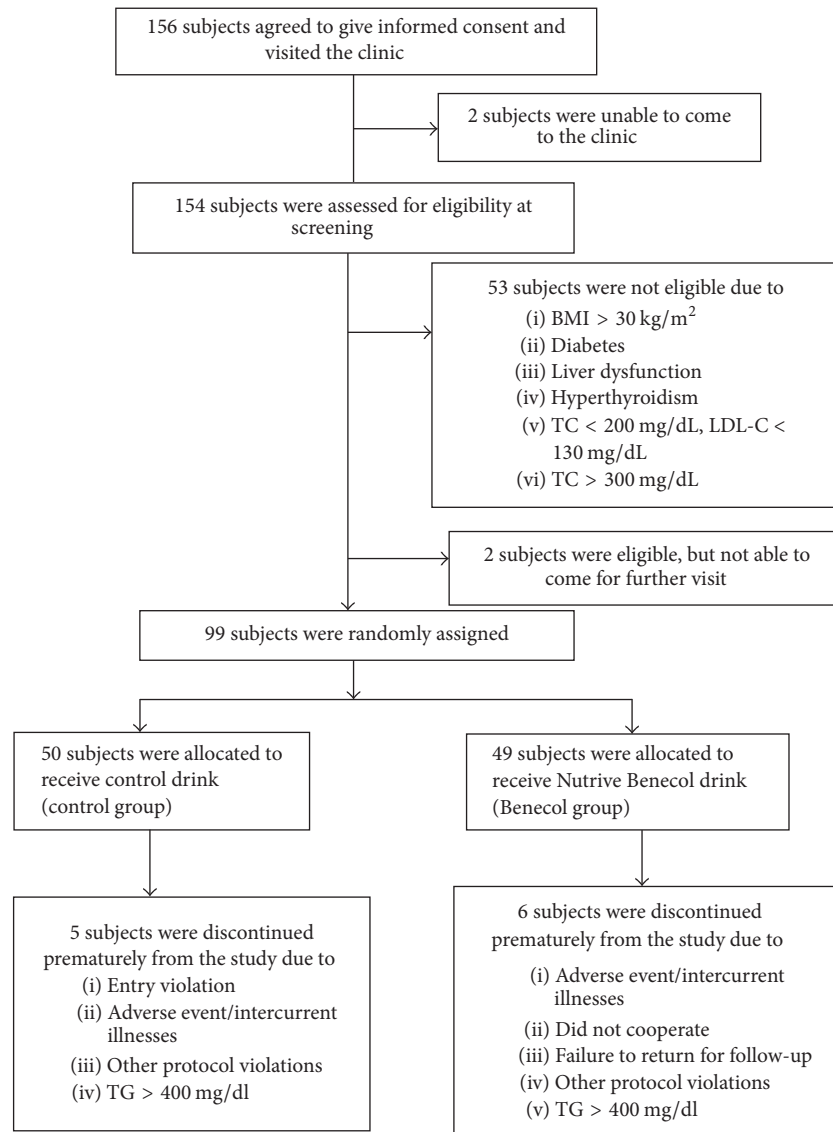 156 subjects agreed to give informed consent and
visited the clinic
2 subjects were unable to come
to the clinic
154 subjects were assessed for eligibility at
screening
53 subjects were not eligible due to
(i) BMI > 30 kg/m²
(ii) Diabetes
(iii) Liver dysfunction
(iv) Hyperthyroidism
(v) TC < 200 mg/dL, LDL-C <
130 mg/dL
(vi) TC > 300 mg/dL
2 subjects were eligible, but not able to
come for further visit
99 subjects were randomly assigned
50 subjects were allocated to
receive control drink
(control group)
49 subjects were allocated to
receive Nutrive Benecol drink
(Benecol group)
5 subjects were discontinued
prematurely from the study due to
(i) Entry violation
(ii) Adverse event/intercurrent
illnesses
(iii) Other protocol violations
(iv) TG > 400 mg/dl
6 subjects were discontinued
prematurely from the study due to
(i) Adverse event/intercurrent
illnesses
(ii) Did not cooperate
(iii) Failure to return for follow-up
(iv) Other protocol violations
(v) TG > 400 mg/dl